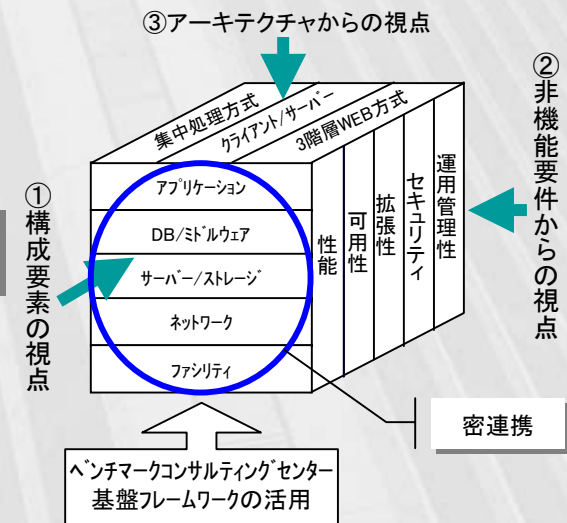 ③アーキテクチャからの視点
集中処理方式
クライアント/サーバー
3階層WEB方式
①構成要素の視点
アプリケーション
DB/ミドルウェア
サーバー/ストレージ
ネットワーク
ファシリティ
性能
可用性
拡張性
セキュリティ
運用管理性
②非機能要件からの視点
密連携
ベンチマークコンサルティングセンター
基盤フレームワークの活用